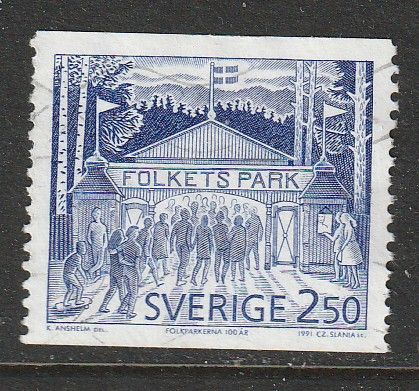 FOLKETS PARK
SVERIGE 2.50
K. ANSHELM DEL. FOLKPARKERNA 100 ÅR 1991 CZ. SLANIA SC.